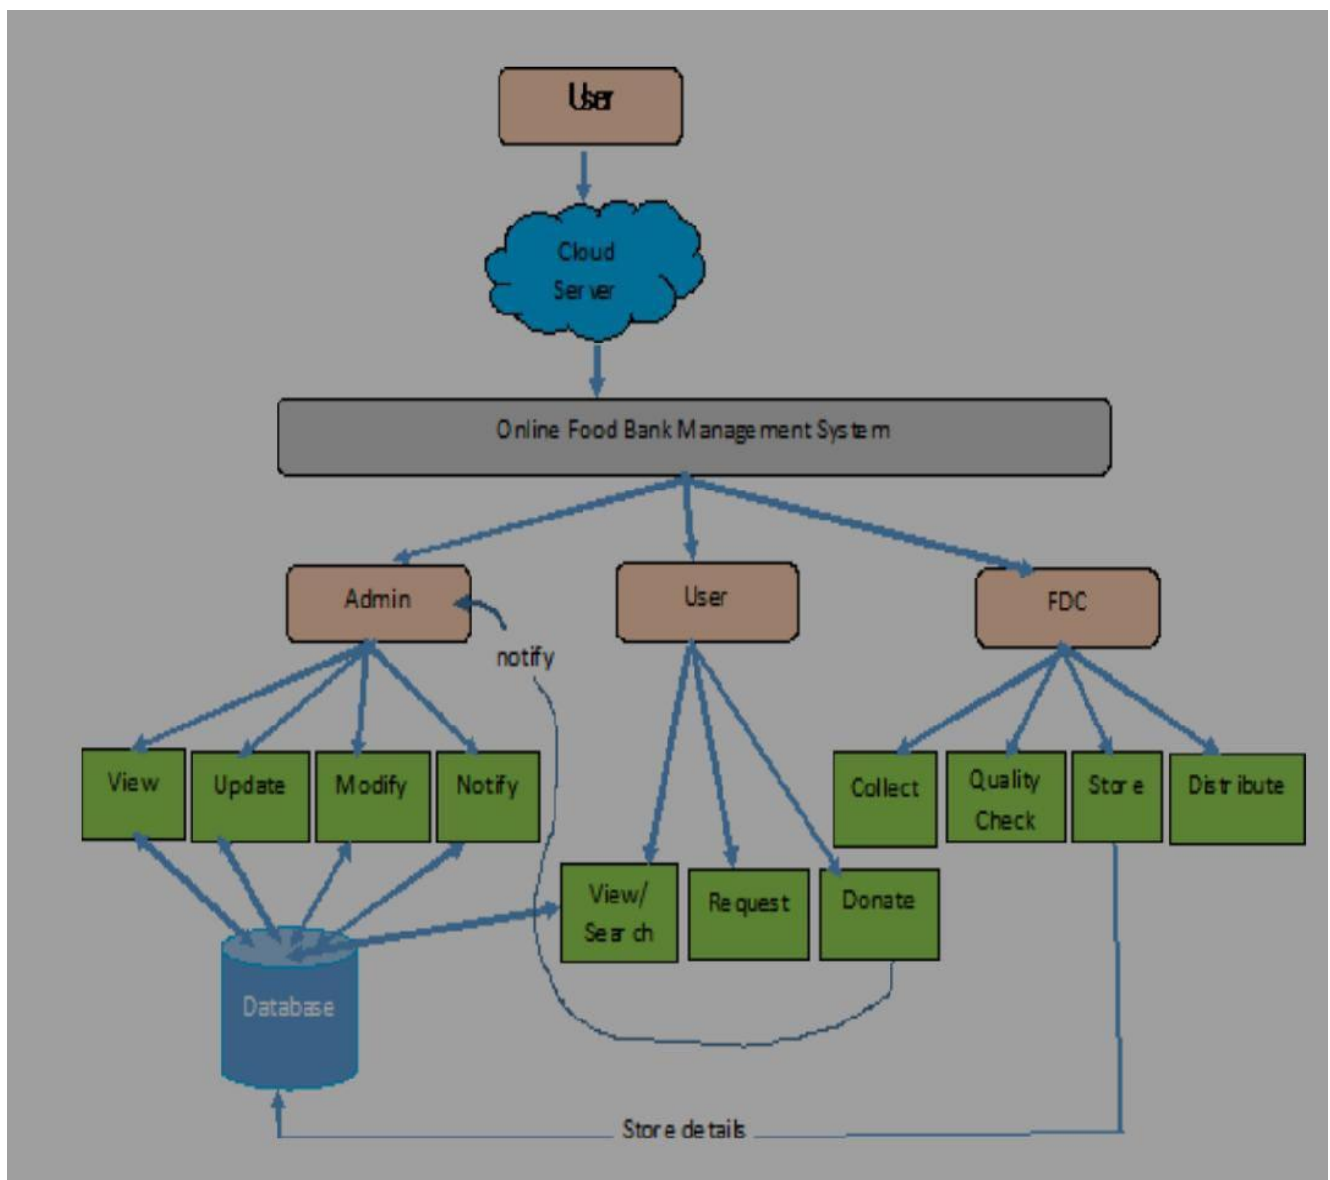 User
Cloud
Server
Online Food Bank Management System
Admin
User
FDC
notify
View
Update
Modify
Notify
Collect
Quality
Check
Store
Distribute
View/
Search
Request
Donate
Database
Store details